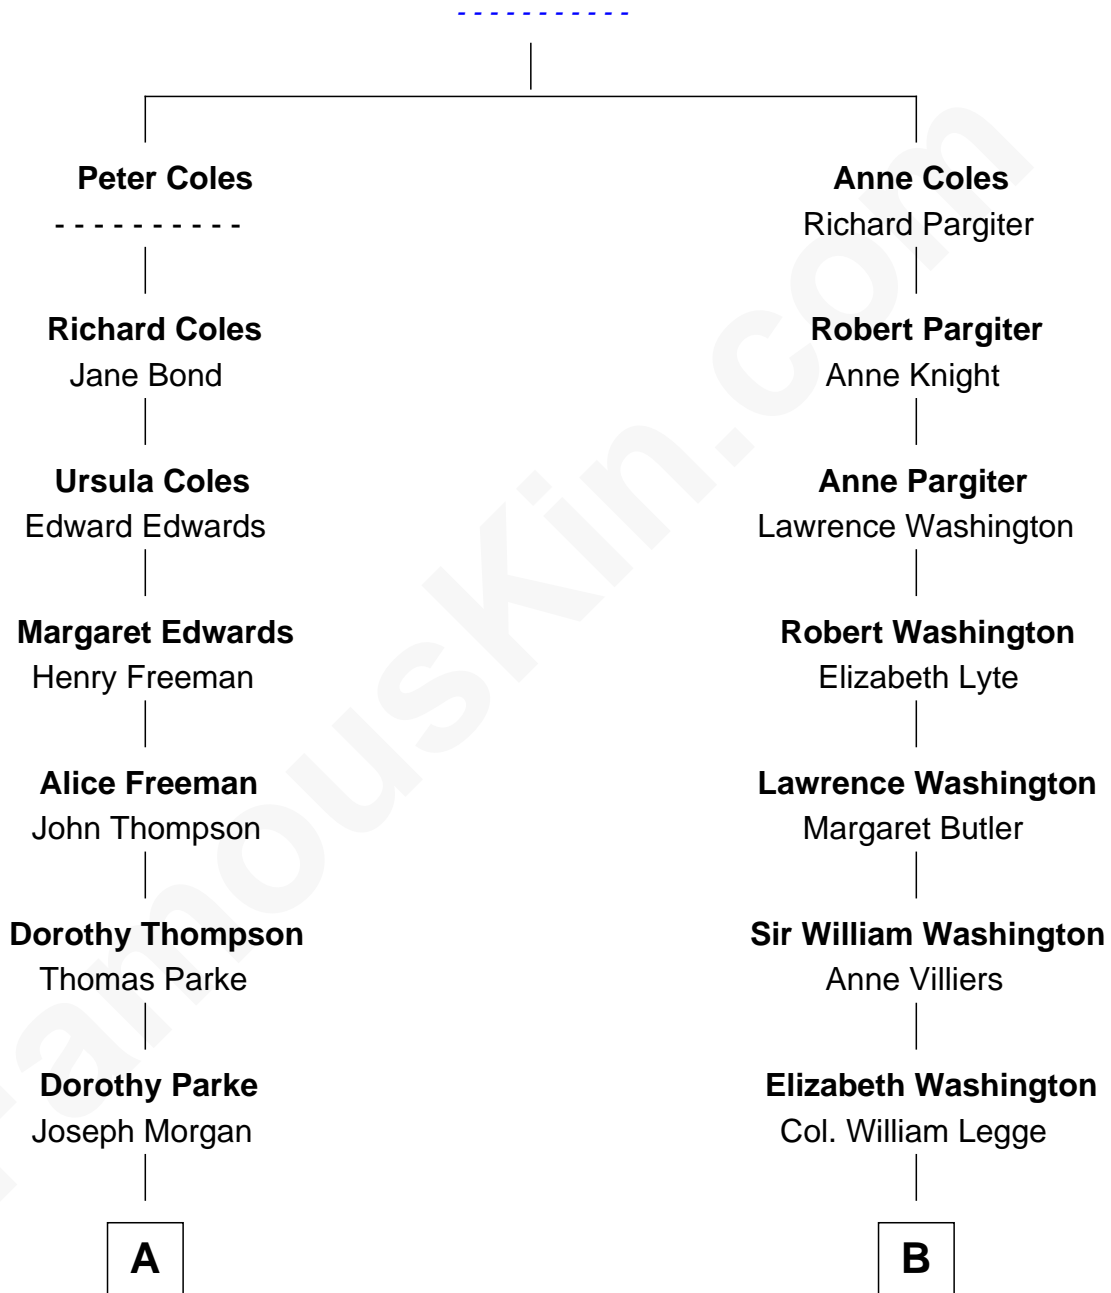 - - - - - - - - - - -
Peter Coles
- - - - - - - - - -
Anne Coles
Richard Pargiter
Richard Coles
Jane Bond
Robert Pargiter
Anne Knight
Ursula Coles
Edward Edwards
Anne Pargiter
Lawrence Washington
Margaret Edwards
Henry Freeman
Robert Washington
Elizabeth Lyte
Alice Freeman
John Thompson
Lawrence Washington
Margaret Butler
Dorothy Thompson
Thomas Parke
Sir William Washington
Anne Villiers
Dorothy Parke
Joseph Morgan
Elizabeth Washington
Col. William Legge
A
B
FamousKin.com